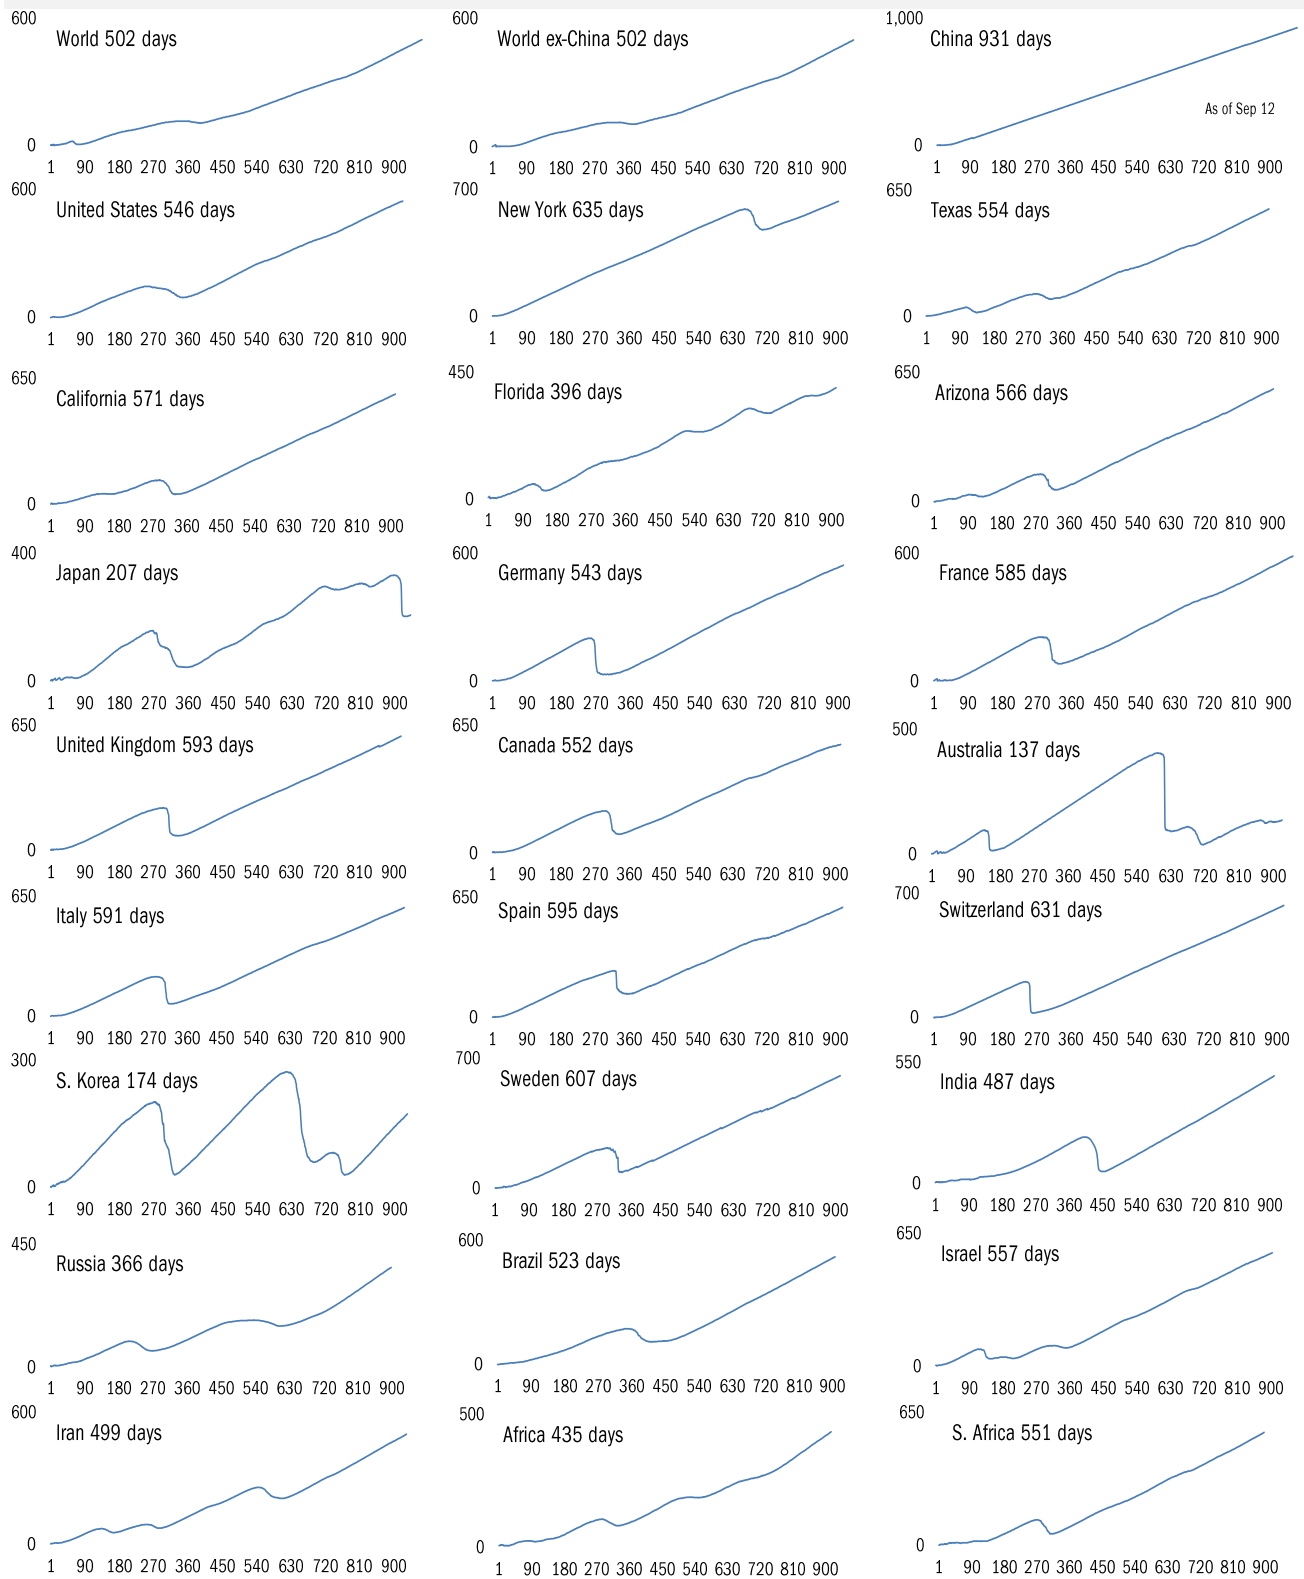 600 600 1,000
World 502 days World ex-China 502 days China 931 days
As of Sep 12
0 0 0
1 90 180 270 360 450 540 630 720 810 900 1 90 180 270 360 450 540 630 720 810 900 1 90 180 270 360 450 540 630 720 810 900
600 700 650
United States 546 days New York 635 days Texas 554 days
0 0 0
1 90 180 270 360 450 540 630 720 810 900 1 90 180 270 360 450 540 630 720 810 900 1 90 180 270 360 450 540 630 720 810 900
650 450 650
California 571 days Florida 396 days Arizona 566 days
0 0 0
1 90 180 270 360 450 540 630 720 810 900 1 90 180 270 360 450 540 630 720 810 900 1 90 180 270 360 450 540 630 720 810 900
400 600 600
Japan 207 days Germany 543 days France 585 days
0 0 0
1 90 180 270 360 450 540 630 720 810 900 1 90 180 270 360 450 540 630 720 810 900 1 90 180 270 360 450 540 630 720 810 900
650 650 500
United Kingdom 593 days Canada 552 days Australia 137 days
0 0 0
1 90 180 270 360 450 540 630 720 810 900 1 90 180 270 360 450 540 630 720 810 900 1 90 180 270 360 450 540 630 720 810 900
650 650 700
Italy 591 days Spain 595 days Switzerland 631 days
0 0 0
1 90 180 270 360 450 540 630 720 810 900 1 90 180 270 360 450 540 630 720 810 900 1 90 180 270 360 450 540 630 720 810 900
300 700 550
S. Korea 174 days Sweden 607 days India 487 days
0 0 0
1 90 180 270 360 450 540 630 720 810 900 1 90 180 270 360 450 540 630 720 810 900 1 90 180 270 360 450 540 630 720 810 900
450 600 650
Russia 366 days Brazil 523 days Israel 557 days
0 0 0
1 90 180 270 360 450 540 630 720 810 900 1 90 180 270 360 450 540 630 720 810 900 1 90 180 270 360 450 540 630 720 810 900
600 500 650
Iran 499 days Africa 435 days S. Africa 551 days
0 0 0
1 90 180 270 360 450 540 630 720 810 900 1 90 180 270 360 450 540 630 720 810 900 1 90 180 270 360 450 540 630 720 810 900